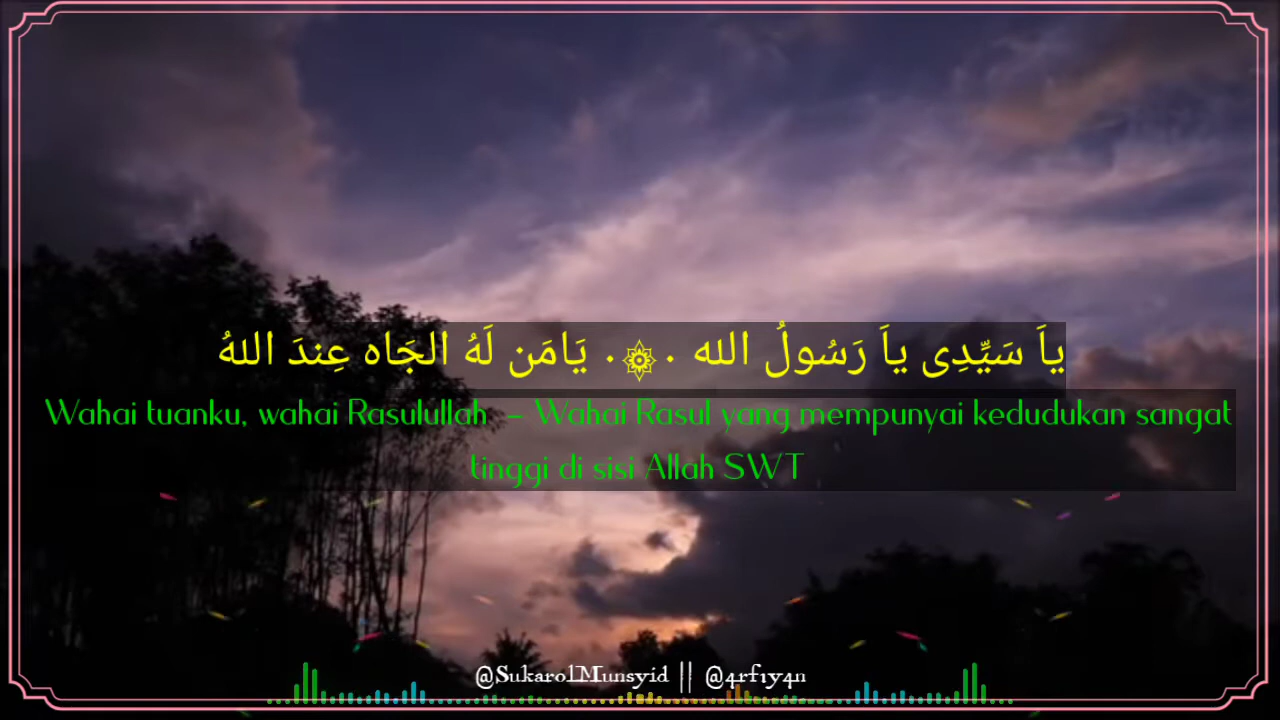 ياَ سَيِّدِى ياَ رَسُولُ الله .۞. يَامَن لَهُ الجَاه عِندَ اللهُ
Wahai tuanku, wahai Rasulullah. – Wahai Rasul yang mempunyai kedudukan sangat
tinggi di sisi Allah SWT
@SukarolMunsyid || @4rf1y4n